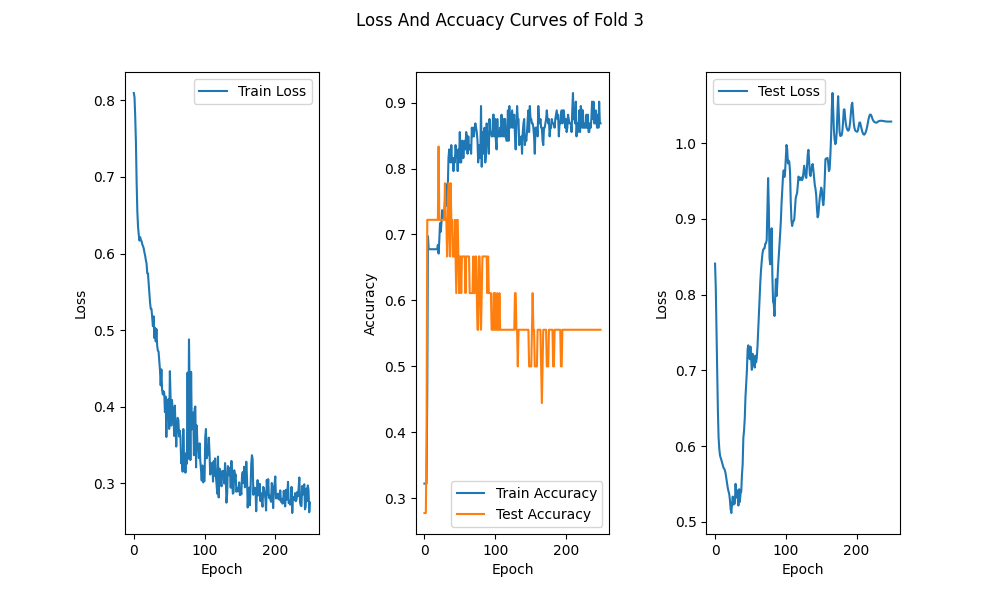 Loss And Accuacy Curves of Fold 3
Train Loss
0.8
0.7
0.6
0.5
0.4
0.3
Loss
0
100
200
Epoch
0.9
0.8
0.7
0.6
0.5
0.4
0.3
Accuracy
Train Accuracy
Test Accuracy
0
100
200
Epoch
Test Loss
1.0
0.9
0.8
0.7
0.6
0.5
Loss
0
100
200
Epoch